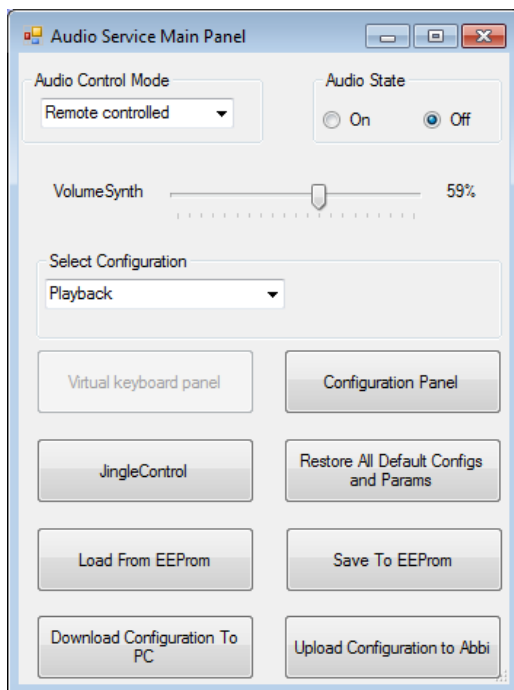 Audio Service Main Panel
Audio Control Mode
Audio State
Remote controlled
On
Off
VolumeSynth
59%
Select Configuration
Playback
Virtual keyboard panel
Configuration Panel
JingleControl
Restore All Default Configs
and Params
Load From EEProm
Save To EEProm
Download Configuration To
PC
Upload Configuration to Abbi